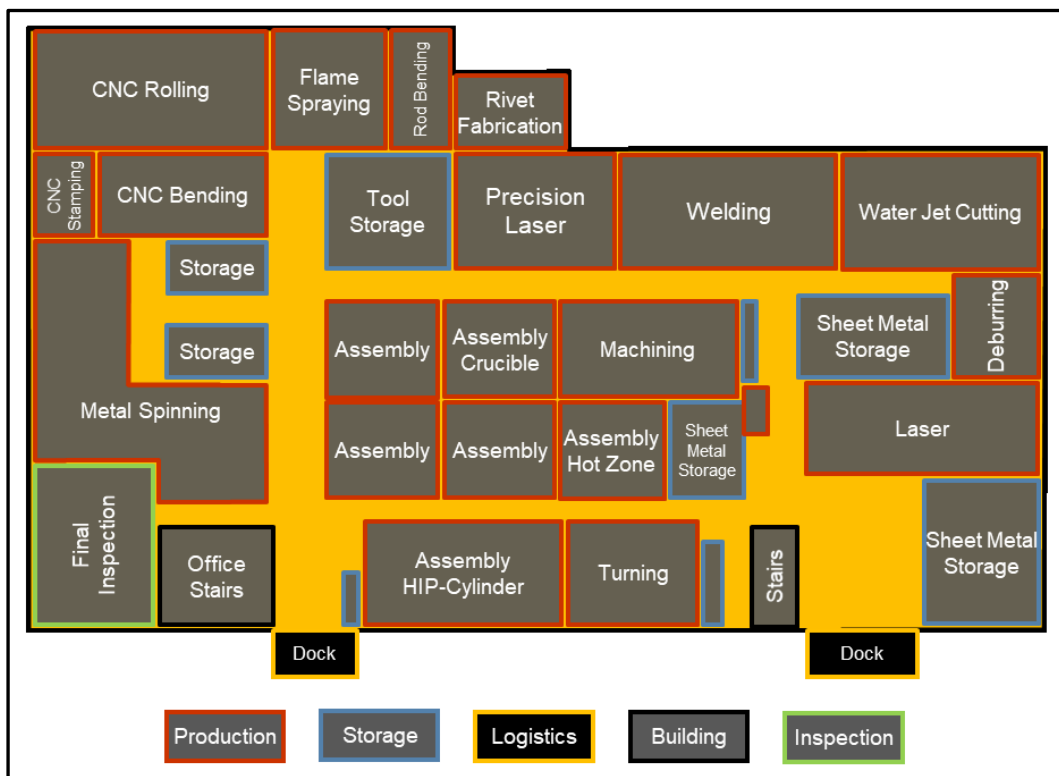 CNC Rolling
Flame
Spraying
Rod Bending
Rivet
Fabrication
CNC
Stamping
CNC Bending
Tool
Storage
Precision
Laser
Welding
Water Jet Cutting
Storage
Storage
Metal Spinning
Assembly
Assembly
Crucible
Machining
Sheet Metal
Storage
Deburring
Assembly
Assembly
Assembly
Hot Zone
Sheet
Metal
Storage
Laser
Final
Inspection
Office
Stairs
Assembly
HIP-Cylinder
Turning
Stairs
Sheet Metal
Storage
Dock
Dock
Production
Storage
Logistics
Building
Inspection